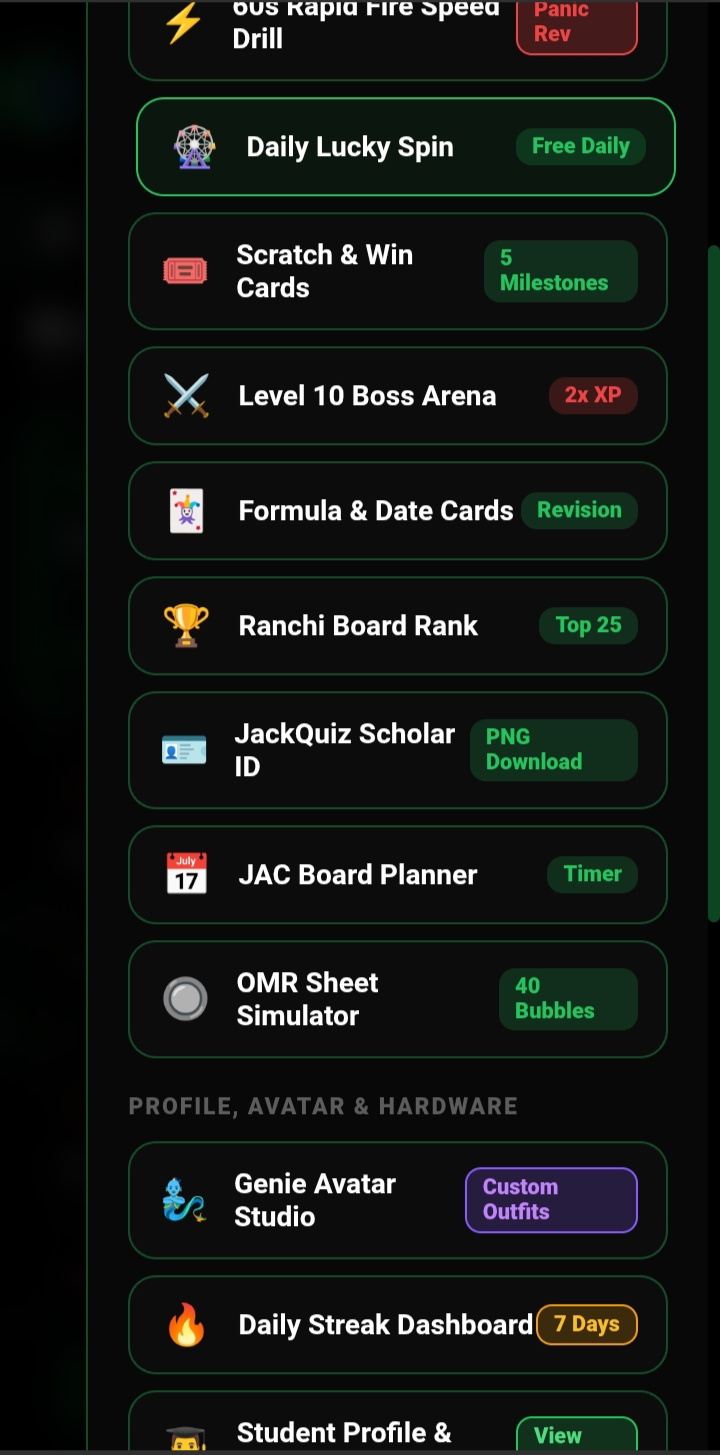 60s Rapid Fire Speed
Drill
Panic
Rev
Daily Lucky Spin
Free Daily
Scratch & Win
Cards
5
Milestones
Level 10 Boss Arena
2x XP
Formula & Date Cards
Revision
Ranchi Board Rank
Top 25
JackQuiz Scholar
ID
PNG
Download
July
17
JAC Board Planner
Timer
OMR Sheet
Simulator
40
Bubbles
PROFILE, AVATAR & HARDWARE
Genie Avatar
Studio
Custom
Outfits
Daily Streak Dashboard
7 Days
Student Profile &
View